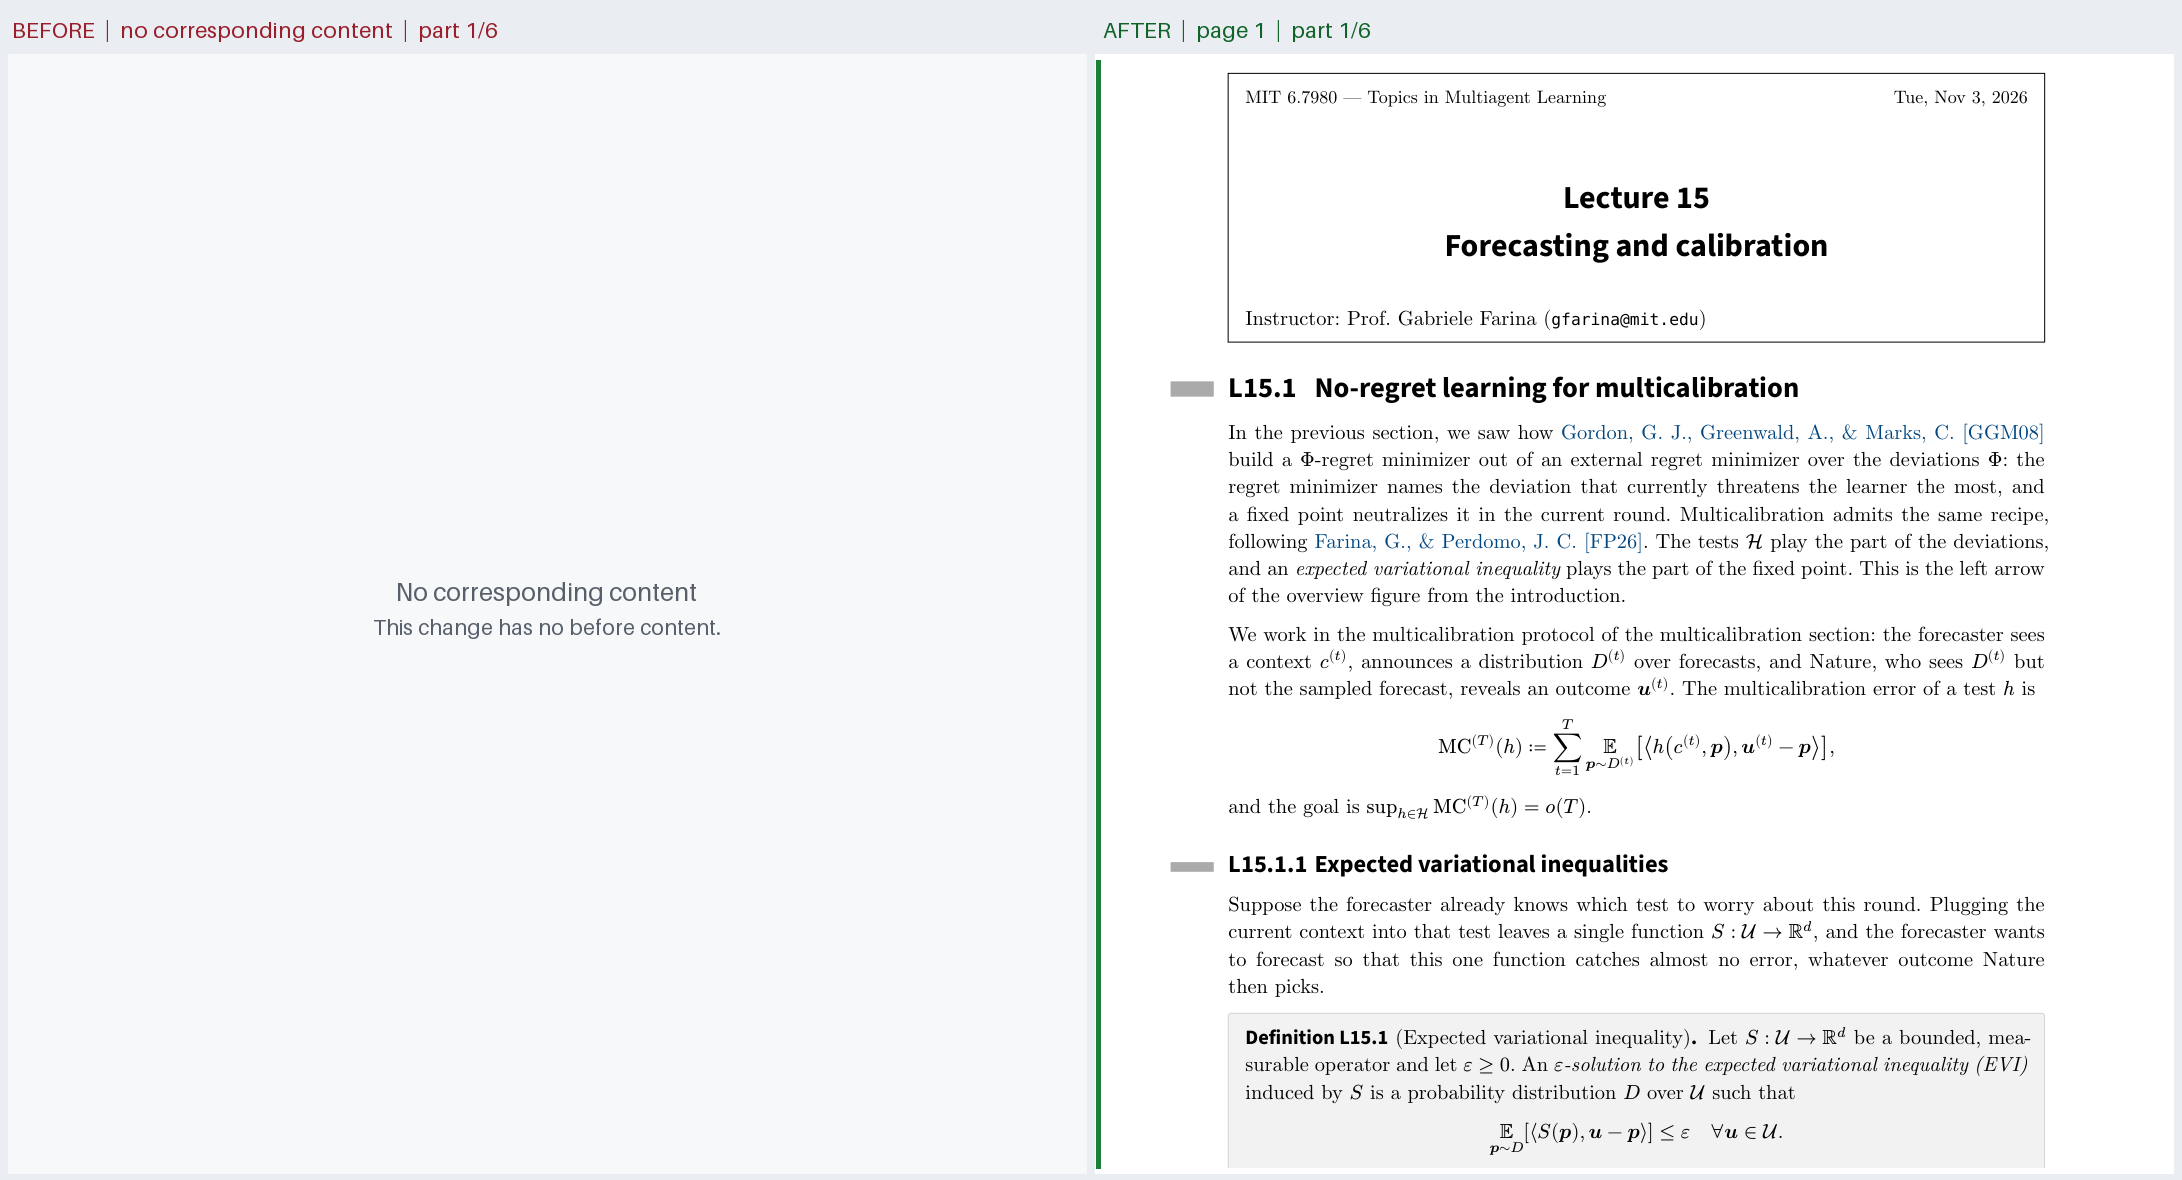 BEFORE | no corresponding content | part 1/6
No corresponding content
This change has no before content.
AFTER | page 1 | part 1/6
MIT 6.7980 — Topics in Multiagent Learning Tue, Nov 3, 2026
Lecture 15
Forecasting and calibration
Instructor: Prof. Gabriele Farina (gfarina@mit.edu)
L15.1 No-regret learning for multicalibration
In the previous section, we saw how Gordon, G. J., Greenwald, A., & Marks, C. [GGM08]
build a Φ-regret minimizer out of an external regret minimizer over the deviations Φ: the
regret minimizer names the deviation that currently threatens the learner the most, and
a fixed point neutralizes it in the current round. Multicalibration admits the same recipe,
following Farina, G., & Perdomo, J. C. [FP26]. The tests ℋ play the part of the deviations,
and an expected variational inequality plays the part of the fixed point. This is the left arrow
of the overview figure from the introduction.
We work in the multicalibration protocol of the multicalibration section: the forecaster sees
a context c^(t), announces a distribution D^(t) over forecasts, and Nature, who sees D^(t) but
not the sampled forecast, reveals an outcome u^(t). The multicalibration error of a test h is
MC^(T)(h) ≔ ∑_{t=1}^{T} 𝔼_{p∼D^(t)} [⟨h(c^(t), p), u^(t) − p⟩],
and the goal is sup_{h∈ℋ} MC^(T)(h) = o(T).
L15.1.1 Expected variational inequalities
Suppose the forecaster already knows which test to worry about this round. Plugging the
current context into that test leaves a single function S : 𝒰 → ℝ^d, and the forecaster wants
to forecast so that this one function catches almost no error, whatever outcome Nature
then picks.
Definition L15.1 (Expected variational inequality). Let S : 𝒰 → ℝ^d be a bounded, mea-
surable operator and let ε ≥ 0. An ε-solution to the expected variational inequality (EVI)
induced by S is a probability distribution D over 𝒰 such that
𝔼_{p∼D} [⟨S(p), u − p⟩] ≤ ε ∀u ∈ 𝒰.